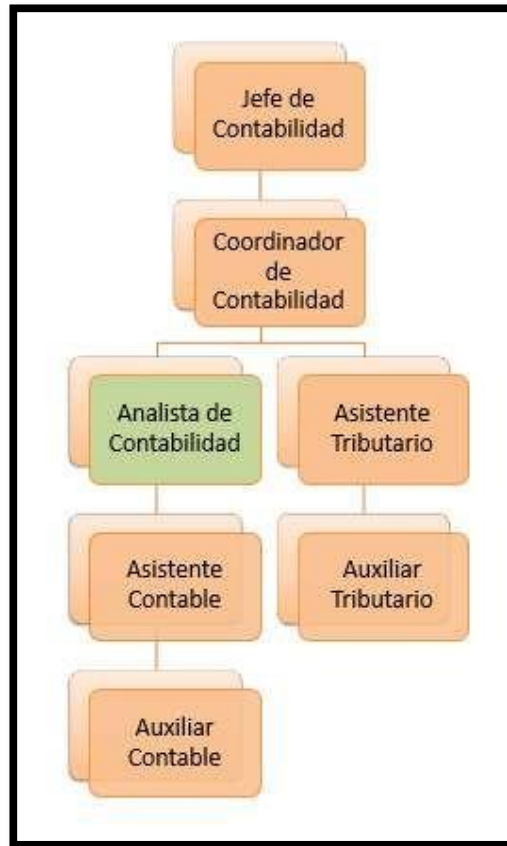 Jefe de
Contabilidad
Coordinador
de
Contabilidad
Analista de
Contabilidad
Asistente
Tributario
Asistente
Contable
Auxiliar
Tributario
Auxiliar
Contable